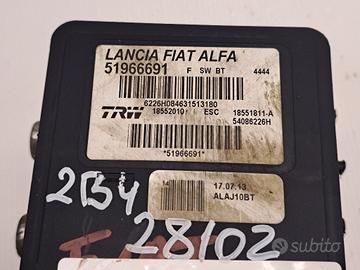 LANCIA FIAT ALFA
51966691 F SW BT 4444
6226H084631513180
TRW 18552010 ESC 18551811-A
54086226H
*51966691*
17.07.13
ALAJ10BT
2B4
28102
subito